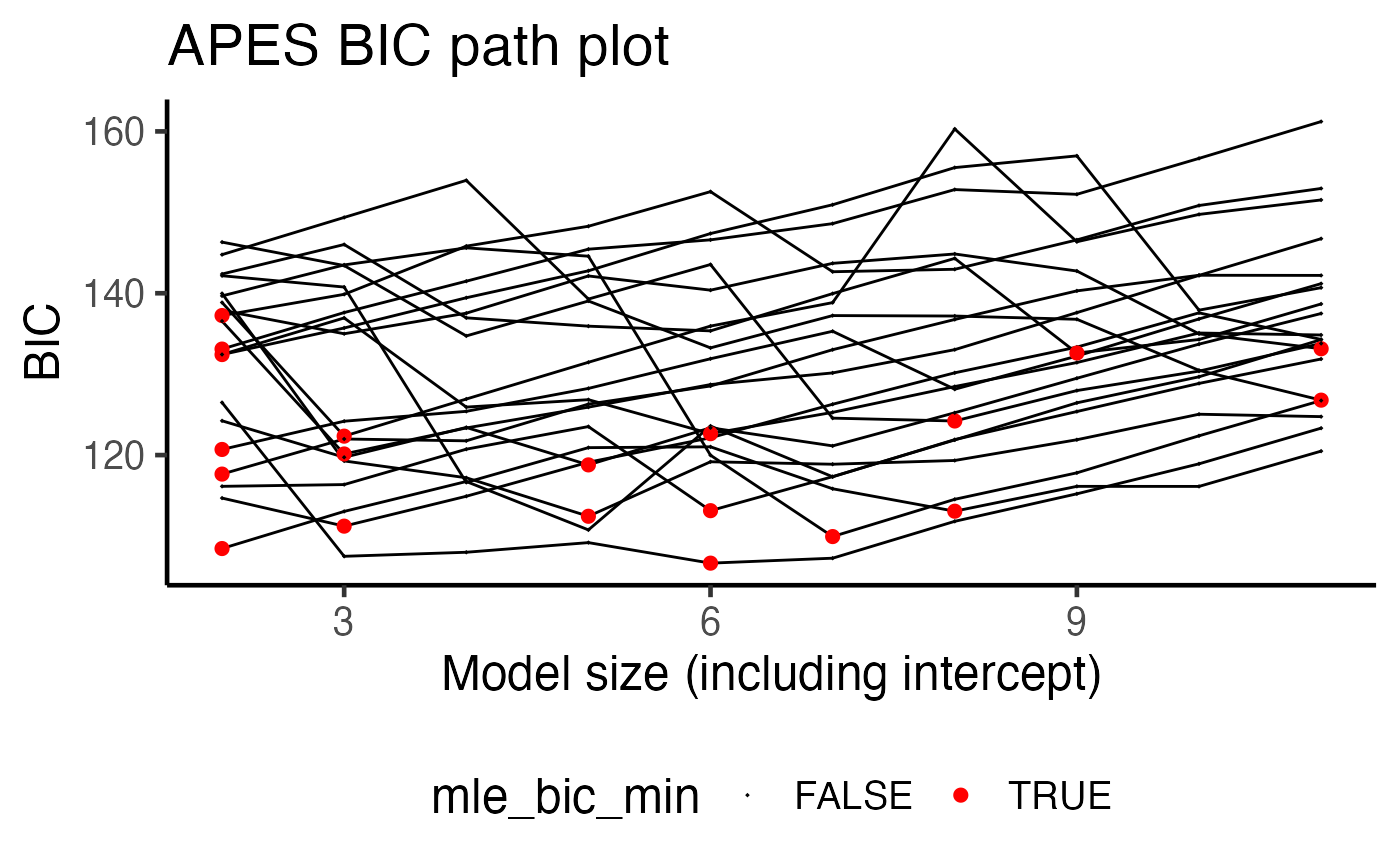 APES BIC path plot
160
140
120
BIC
3 6 9
Model size (including intercept)
mle_bic_min FALSE TRUE